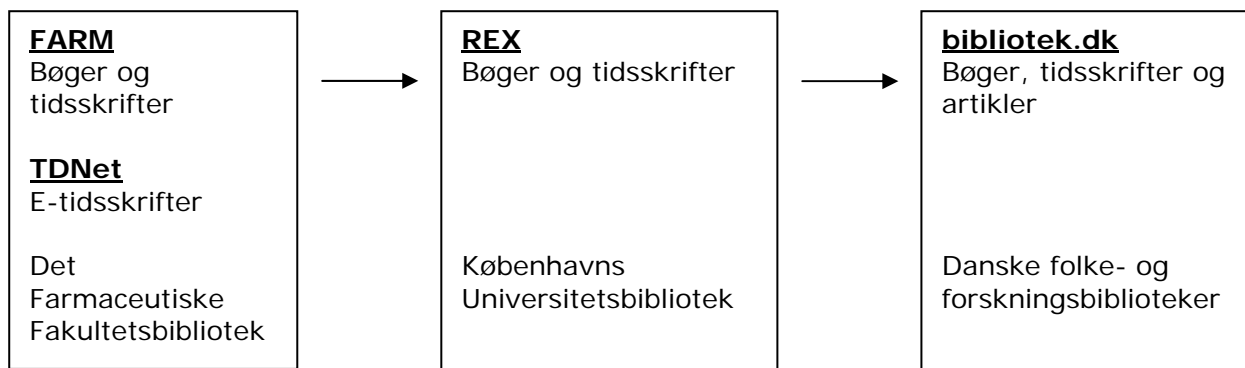 FARM
Bøger og
tidsskrifter
TDNet
E-tidsskrifter
Det
Farmaceutiske
Fakultetsbibliotek
REX
Bøger og tidsskrifter
Københavns
Universitetsbibliotek
bibliotek.dk
Bøger, tidsskrifter og
artikler
Danske folke- og
forskningsbiblioteker